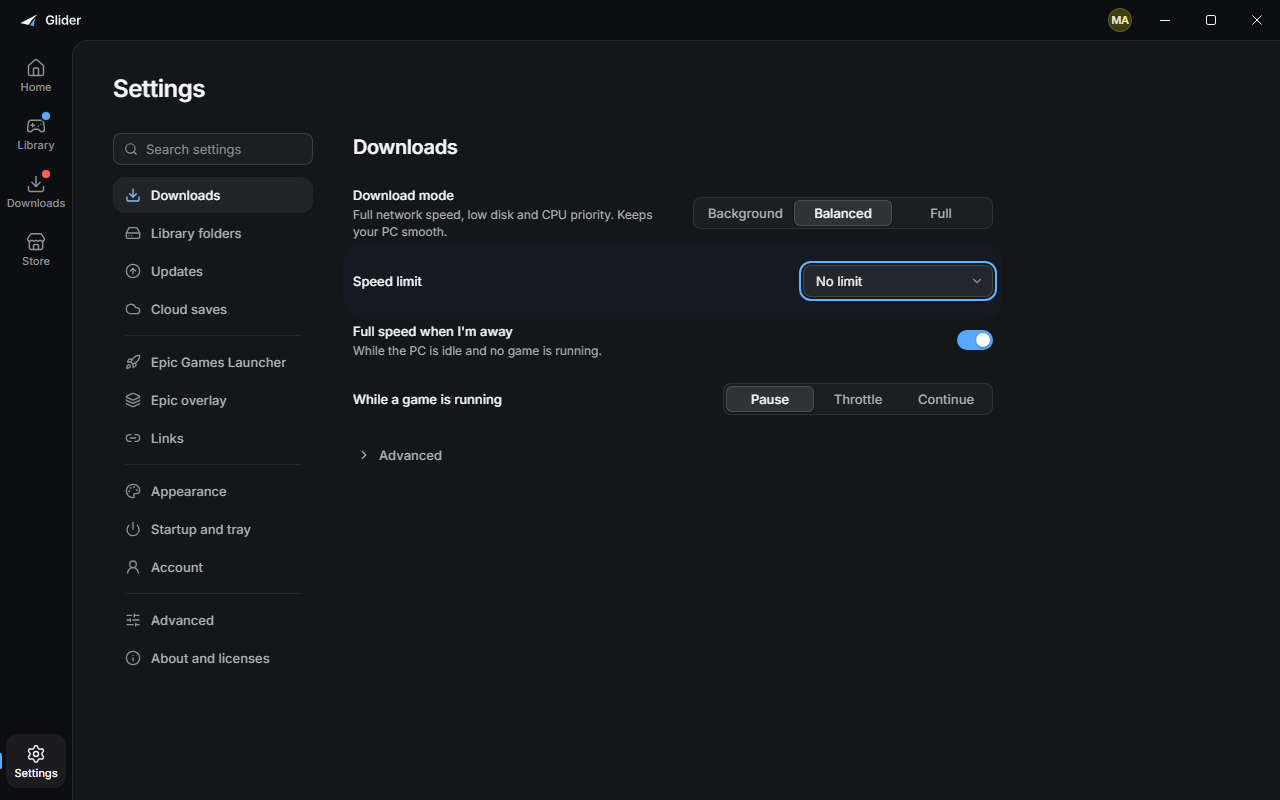 Glider
MA
Home
Library
Downloads
Store
Settings
Settings
Search settings
Downloads
Library folders
Updates
Cloud saves
Epic Games Launcher
Epic overlay
Links
Appearance
Startup and tray
Account
Advanced
About and licenses
Downloads
Download mode
Full network speed, low disk and CPU priority. Keeps
your PC smooth.
Background Balanced Full
Speed limit
No limit
Full speed when I'm away
While the PC is idle and no game is running.
While a game is running
Pause Throttle Continue
Advanced